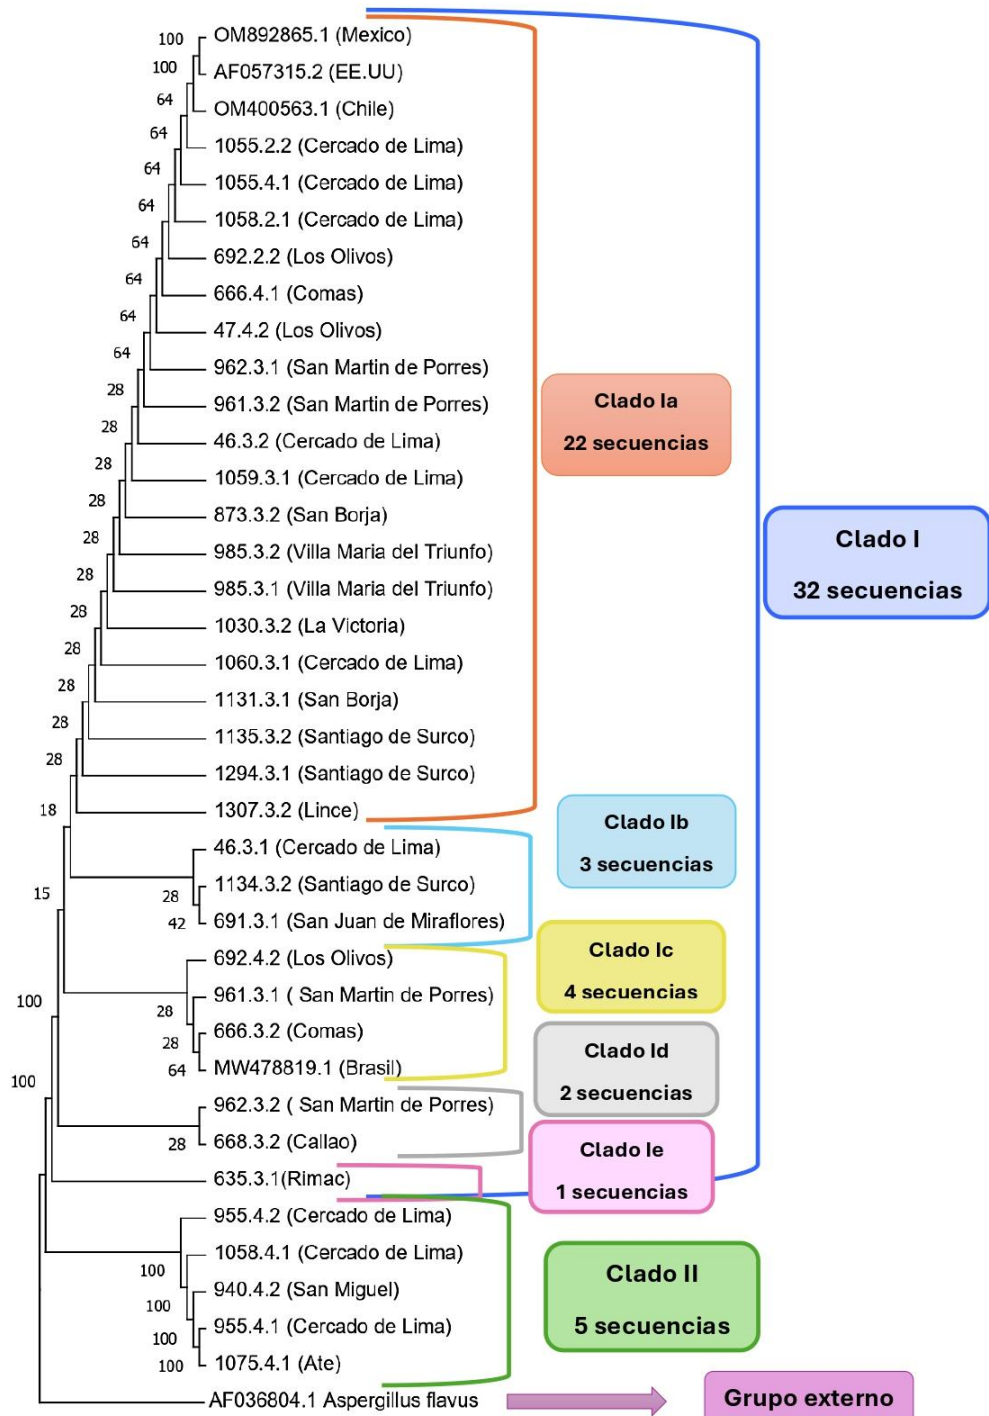 100
OM892865.1 (Mexico)
100
AF057315.2 (EE.UU)
64
OM400563.1 (Chile)
64
1055.2.2 (Cercado de Lima)
64
1055.4.1 (Cercado de Lima)
64
1058.2.1 (Cercado de Lima)
64
692.2.2 (Los Olivos)
64
666.4.1 (Comas)
64
47.4.2 (Los Olivos)
64
962.3.1 (San Martin de Porres)
28
961.3.2 (San Martin de Porres)
28
46.3.2 (Cercado de Lima)
28
1059.3.1 (Cercado de Lima)
28
873.3.2 (San Borja)
28
985.3.2 (Villa Maria del Triunfo)
28
985.3.1 (Villa Maria del Triunfo)
28
1030.3.2 (La Victoria)
28
1060.3.1 (Cercado de Lima)
28
1131.3.1 (San Borja)
28
1135.3.2 (Santiago de Surco)
28
1294.3.1 (Santiago de Surco)
18
1307.3.2 (Lince)
46.3.1 (Cercado de Lima)
28
1134.3.2 (Santiago de Surco)
15
42
691.3.1 (San Juan de Miraflores)
692.4.2 (Los Olivos)
100
961.3.1 ( San Martin de Porres)
28
666.3.2 (Comas)
28
64
MW478819.1 (Brasil)
100
962.3.2 ( San Martin de Porres)
28
668.3.2 (Callao)
635.3.1(Rimac)
955.4.2 (Cercado de Lima)
1058.4.1 (Cercado de Lima)
100
940.4.2 (San Miguel)
100
955.4.1 (Cercado de Lima)
100
100
1075.4.1 (Ate)
AF036804.1 Aspergillus flavus
Clado Ia
22 secuencias
Clado I
32 secuencias
Clado Ib
3 secuencias
Clado Ic
4 secuencias
Clado Id
2 secuencias
Clado Ie
1 secuencias
Clado II
5 secuencias
Grupo externo